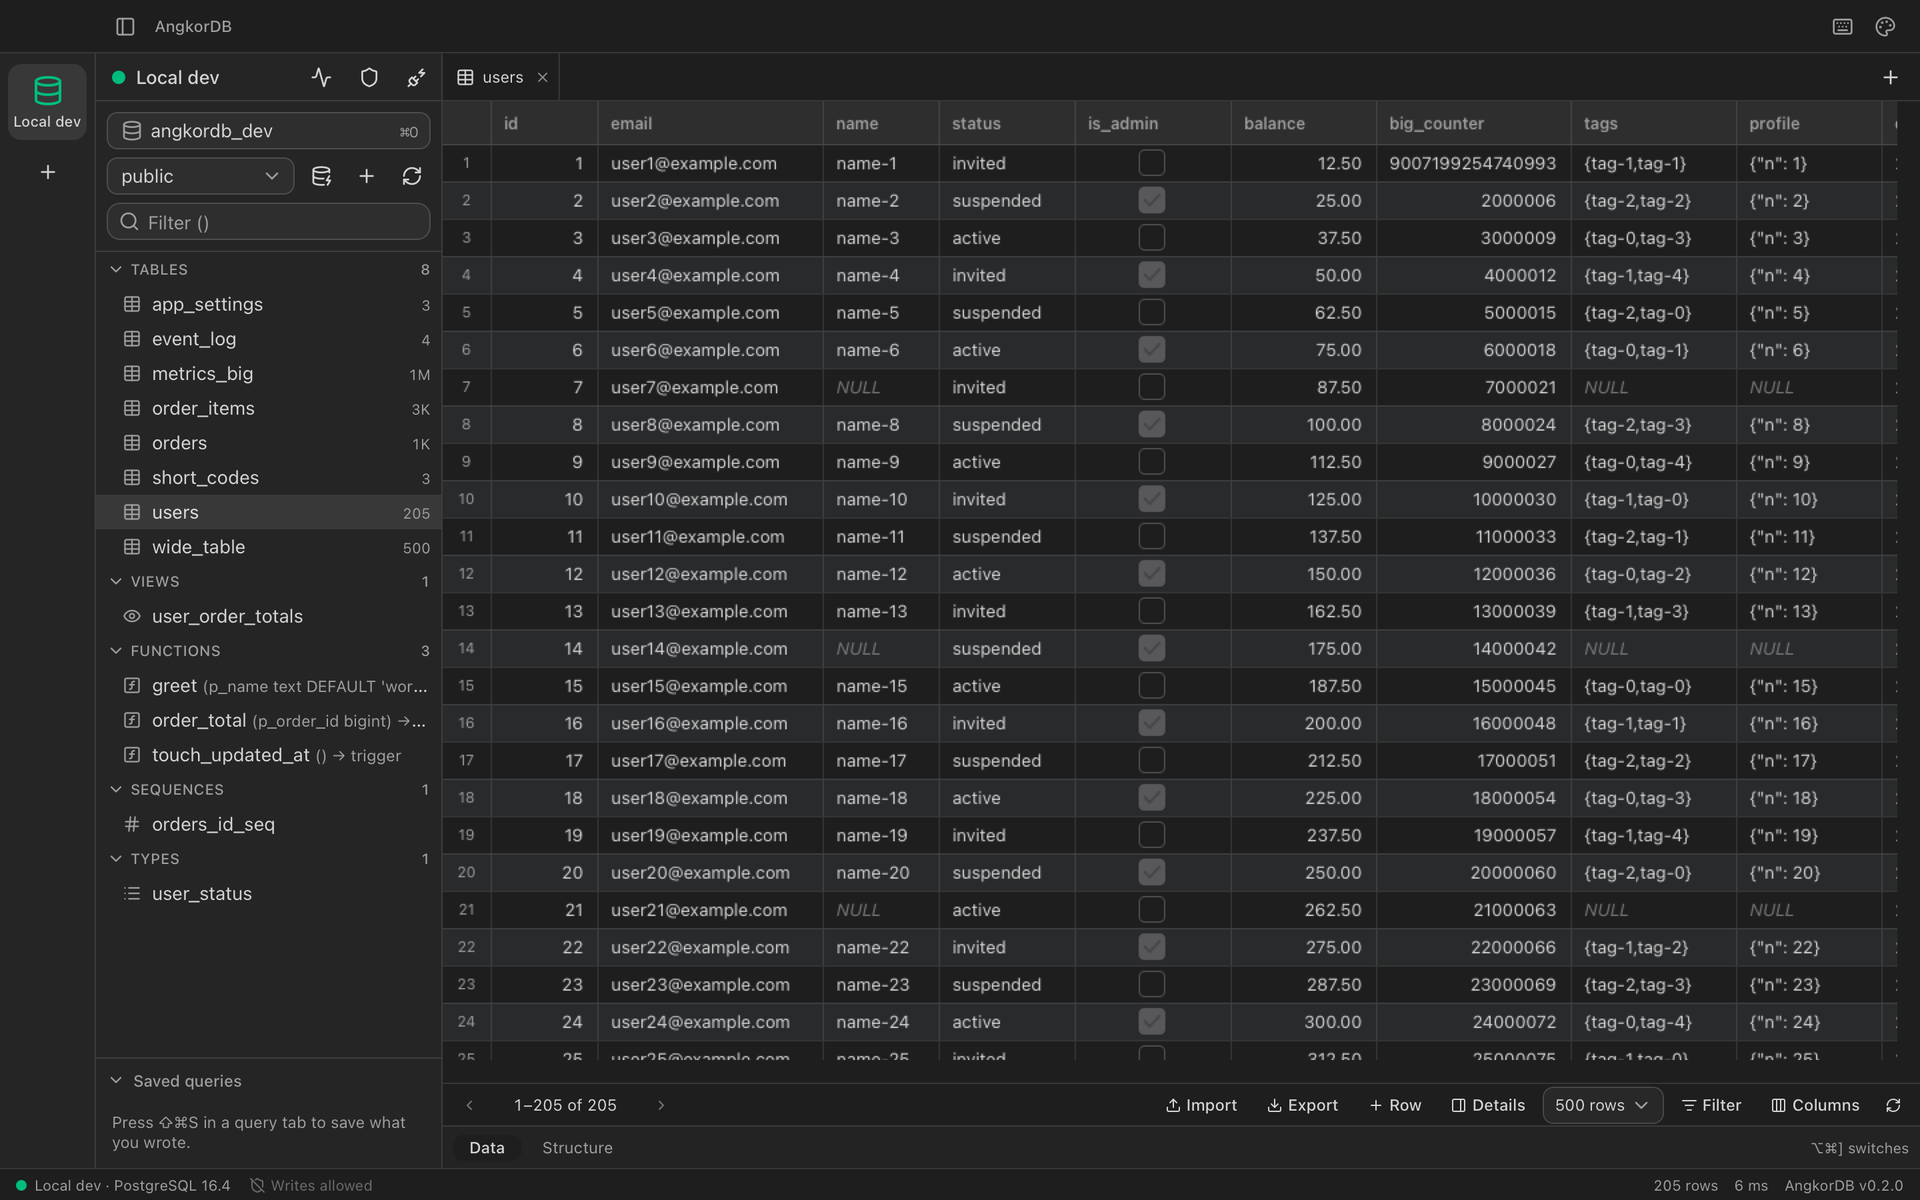 AngkorDB
Local dev
Local dev
angkordb_dev ⌘O
public
Filter ()
TABLES 8
app_settings 3
event_log 4
metrics_big 1M
order_items 3K
orders 1K
short_codes 3
users 205
wide_table 500
VIEWS 1
user_order_totals
FUNCTIONS 3
greet (p_name text DEFAULT 'wor...
order_total (p_order_id bigint) →...
touch_updated_at () → trigger
SEQUENCES 1
orders_id_seq
TYPES 1
user_status
Saved queries
Press ⇧⌘S in a query tab to save what
you wrote.
users
id email name status is_admin balance big_counter tags profile
1 1 user1@example.com name-1 invited 12.50 9007199254740993 {tag-1,tag-1} {"n": 1}
2 2 user2@example.com name-2 suspended 25.00 2000006 {tag-2,tag-2} {"n": 2}
3 3 user3@example.com name-3 active 37.50 3000009 {tag-0,tag-3} {"n": 3}
4 4 user4@example.com name-4 invited 50.00 4000012 {tag-1,tag-4} {"n": 4}
5 5 user5@example.com name-5 suspended 62.50 5000015 {tag-2,tag-0} {"n": 5}
6 6 user6@example.com name-6 active 75.00 6000018 {tag-0,tag-1} {"n": 6}
7 7 user7@example.com NULL invited 87.50 7000021 NULL NULL
8 8 user8@example.com name-8 suspended 100.00 8000024 {tag-2,tag-3} {"n": 8}
9 9 user9@example.com name-9 active 112.50 9000027 {tag-0,tag-4} {"n": 9}
10 10 user10@example.com name-10 invited 125.00 10000030 {tag-1,tag-0} {"n": 10}
11 11 user11@example.com name-11 suspended 137.50 11000033 {tag-2,tag-1} {"n": 11}
12 12 user12@example.com name-12 active 150.00 12000036 {tag-0,tag-2} {"n": 12}
13 13 user13@example.com name-13 invited 162.50 13000039 {tag-1,tag-3} {"n": 13}
14 14 user14@example.com NULL suspended 175.00 14000042 NULL NULL
15 15 user15@example.com name-15 active 187.50 15000045 {tag-0,tag-0} {"n": 15}
16 16 user16@example.com name-16 invited 200.00 16000048 {tag-1,tag-1} {"n": 16}
17 17 user17@example.com name-17 suspended 212.50 17000051 {tag-2,tag-2} {"n": 17}
18 18 user18@example.com name-18 active 225.00 18000054 {tag-0,tag-3} {"n": 18}
19 19 user19@example.com name-19 invited 237.50 19000057 {tag-1,tag-4} {"n": 19}
20 20 user20@example.com name-20 suspended 250.00 20000060 {tag-2,tag-0} {"n": 20}
21 21 user21@example.com NULL active 262.50 21000063 NULL NULL
22 22 user22@example.com name-22 invited 275.00 22000066 {tag-1,tag-2} {"n": 22}
23 23 user23@example.com name-23 suspended 287.50 23000069 {tag-2,tag-3} {"n": 23}
24 24 user24@example.com name-24 active 300.00 24000072 {tag-0,tag-4} {"n": 24}
25 25 user25@example.com name-25 invited 312.50 25000075 {tag-1,tag-0} {"n": 25}
1–205 of 205 Import Export + Row Details 500 rows Filter Columns
Data Structure ⌥⌘] switches
Local dev · PostgreSQL 16.4 Writes allowed 205 rows 6 ms AngkorDB v0.2.0